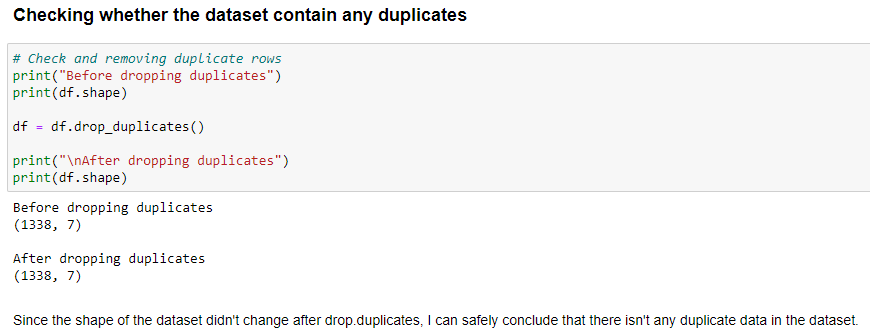 Checking whether the dataset contain any duplicates
# Check and removing duplicate rows
print("Before dropping duplicates")
print(df.shape)
df = df.drop_duplicates()
print("\nAfter dropping duplicates")
print(df.shape)
Before dropping duplicates
(1338, 7)
After dropping duplicates
(1338, 7)
Since the shape of the dataset didn't change after drop.duplicates, I can safely conclude that there isn't any duplicate data in the dataset.